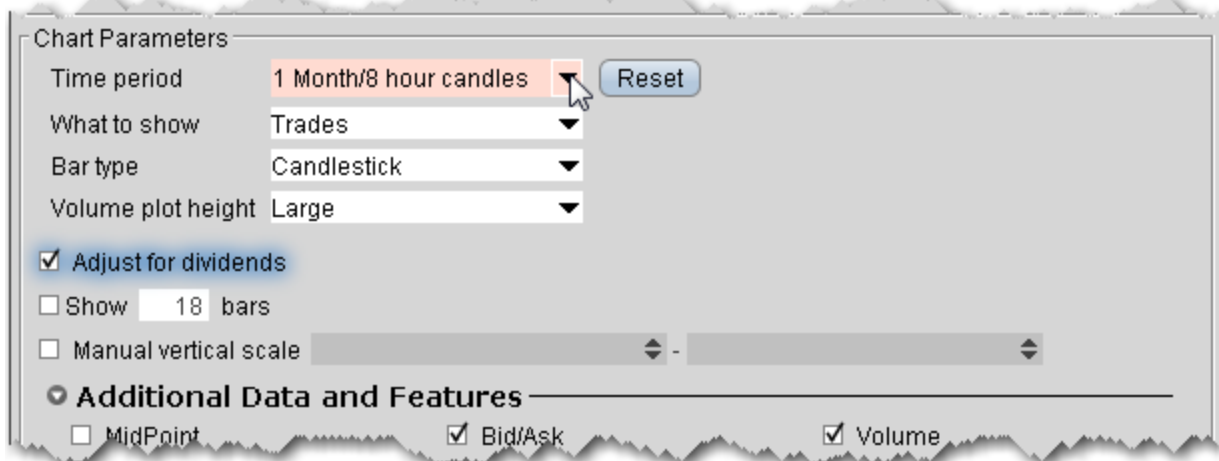 Chart Parameters
Time period 1 Month/8 hour candles Reset
What to show Trades
Bar type Candlestick
Volume plot height Large
Adjust for dividends
Show 18 bars
Manual vertical scale -
Additional Data and Features
MidPoint Bid/Ask Volume